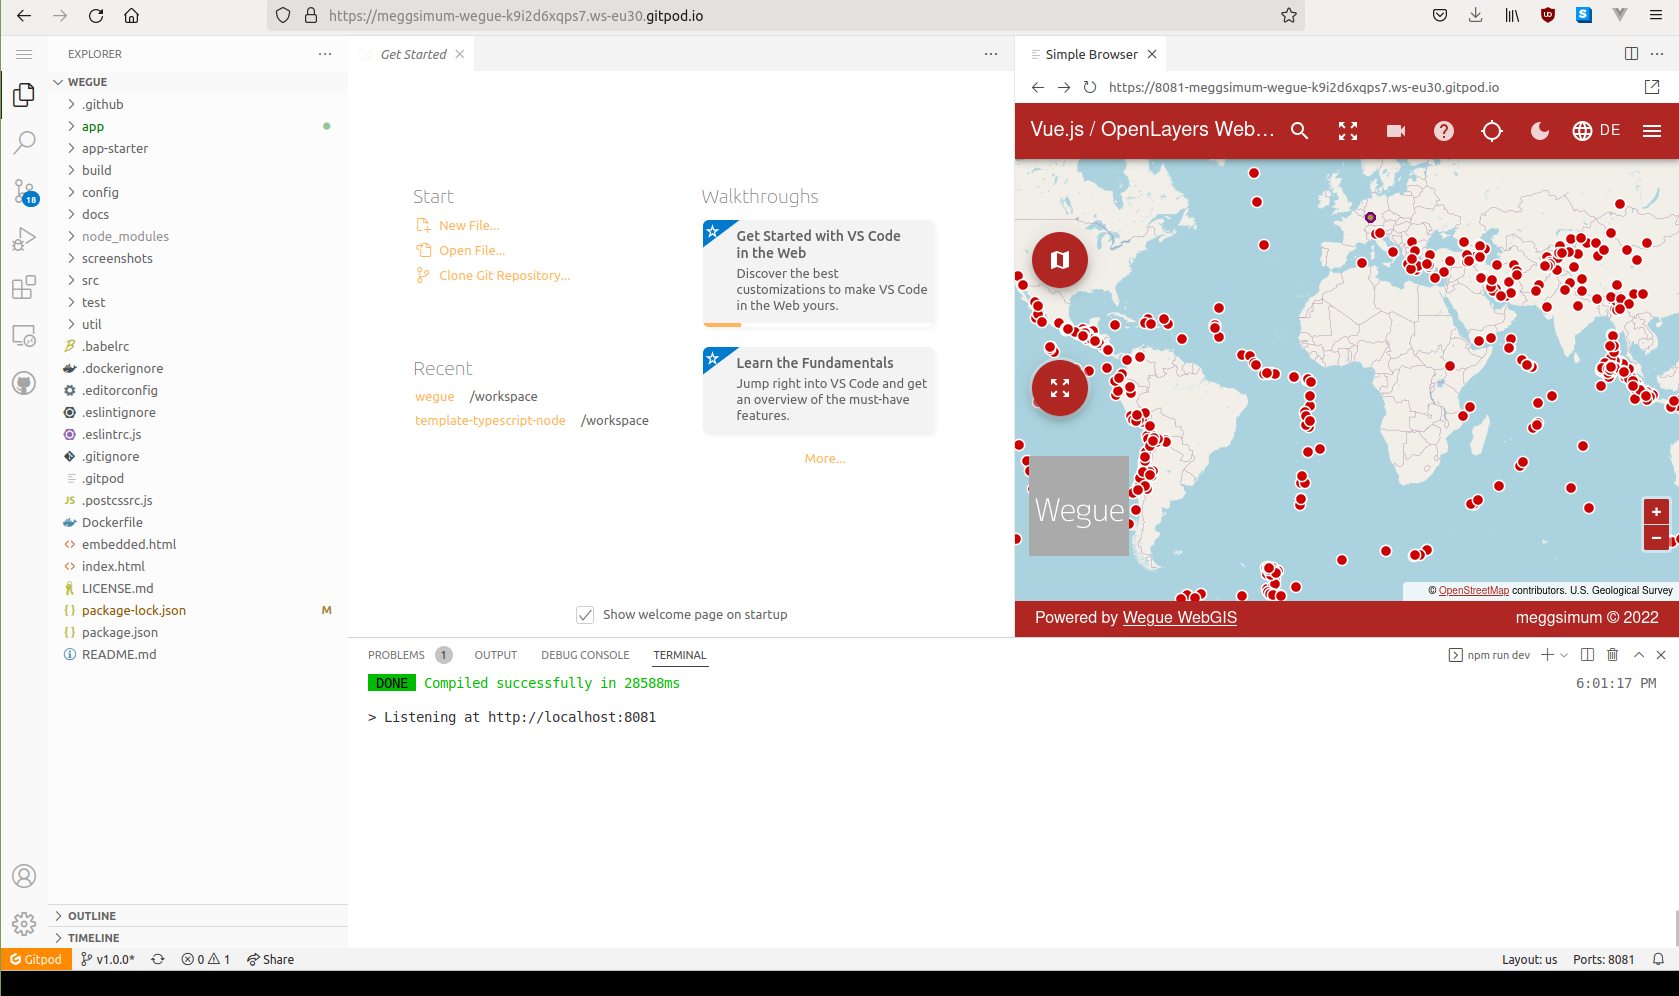 https://meggsimum-wegue-k9i2d6xqps7.ws-eu30.gitpod.io
EXPLORER
WEGUE
.github
app
app-starter
build
config
docs
node_modules
screenshots
src
test
util
.babelrc
.dockerignore
.editorconfig
.eslintignore
.eslintrc.js
.gitignore
.gitpod
.postcssrc.js
Dockerfile
embedded.html
index.html
LICENSE.md
package-lock.json M
package.json
README.md
OUTLINE
TIMELINE
18
Get Started
Start
New File...
Open File...
Clone Git Repository...
Recent
wegue /workspace
template-typescript-node /workspace
Walkthroughs
Get Started with VS Code
in the Web
Discover the best
customizations to make VS Code
in the Web yours.
Learn the Fundamentals
Jump right into VS Code and get
an overview of the must-have
features.
More...
Show welcome page on startup
Simple Browser
https://8081-meggsimum-wegue-k9i2d6xqps7.ws-eu30.gitpod.io
Vue.js / OpenLayers Web... DE
Wegue
+
−
© OpenStreetMap contributors. U.S. Geological Survey
Powered by Wegue WebGIS meggsimum © 2022
PROBLEMS 1 OUTPUT DEBUG CONSOLE TERMINAL npm run dev
DONE Compiled successfully in 28588ms 6:01:17 PM
> Listening at http://localhost:8081
Gitpod v1.0.0* 0 1 Share Layout: us Ports: 8081